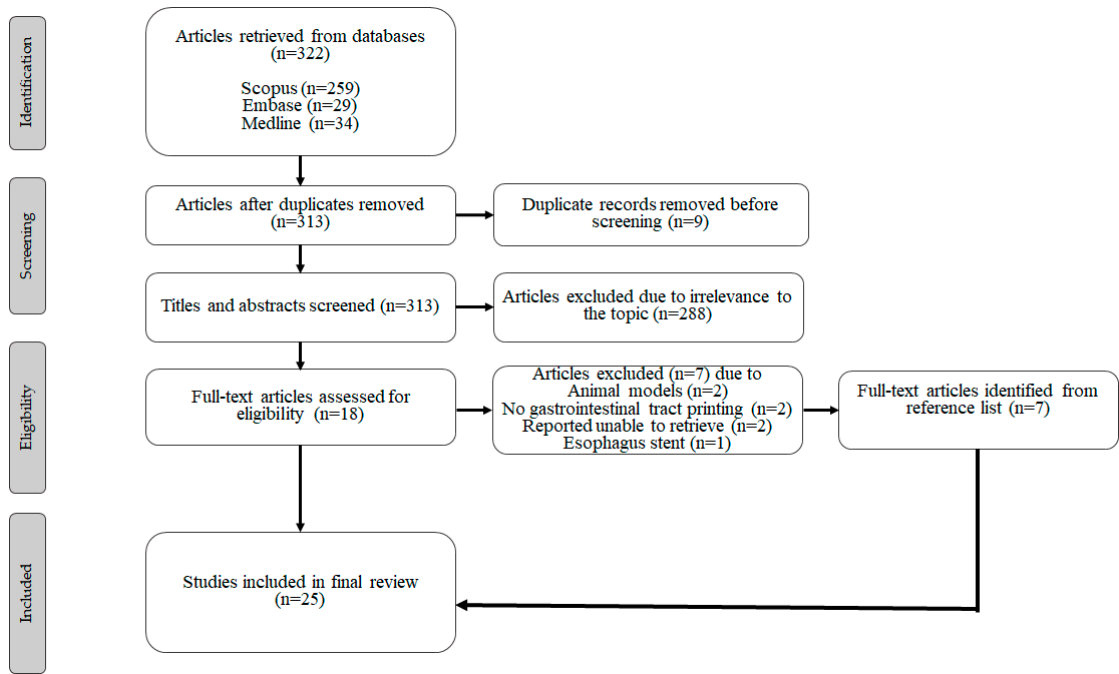 Identification
Articles retrieved from databases
(n=322)
Scopus (n=259)
Embase (n=29)
Medline (n=34)
Screening
Articles after duplicates removed
(n=313)
Duplicate records removed before
screening (n=9)
Titles and abstracts screened (n=313)
Articles excluded due to irrelevance to
the topic (n=288)
Eligibility
Full-text articles assessed for
eligibility (n=18)
Articles excluded (n=7) due to
Animal models (n=2)
No gastrointestinal tract printing (n=2)
Reported unable to retrieve (n=2)
Esophagus stent (n=1)
Full-text articles identified from
reference list (n=7)
Included
Studies included in final review
(n=25)